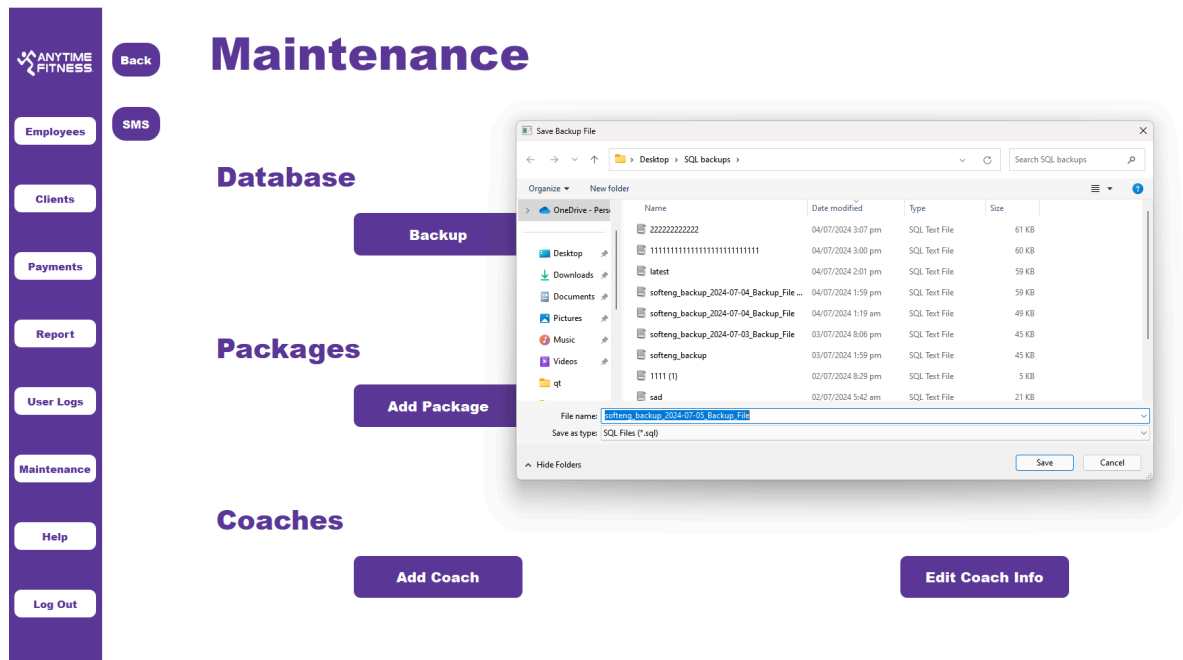 ANYTIME
FITNESS
Back
Maintenance
SMS
Employees
Clients
Payments
Report
User Logs
Maintenance
Help
Log Out
Database
Backup
Packages
Add Package
Coaches
Add Coach
Edit Coach Info
Save Backup File
Desktop > SQL backups >
Search SQL backups
Organize New folder
OneDrive - Pers
Desktop
Downloads
Documents
Pictures
Music
Videos
qt
Name Date modified Type Size
222222222222 04/07/2024 3:07 pm SQL Text File 61 KB
04/07/2024 3:00 pm SQL Text File 60 KB
latest 04/07/2024 2:01 pm SQL Text File 59 KB
softeng_backup_2024-07-04_Backup_File ... 04/07/2024 1:59 pm SQL Text File 59 KB
softeng_backup_2024-07-04_Backup_File 04/07/2024 1:19 am SQL Text File 49 KB
softeng_backup_2024-07-03_Backup_File 03/07/2024 8:06 pm SQL Text File 45 KB
softeng_backup 03/07/2024 1:59 pm SQL Text File 45 KB
1111 (1) 02/07/2024 8:29 pm SQL Text File 5 KB
sad 02/07/2024 5:42 am SQL Text File 21 KB
File name: softeng_backup_2024-07-05_Backup_File
Save as type: SQL Files (*.sql)
Hide Folders
Save
Cancel